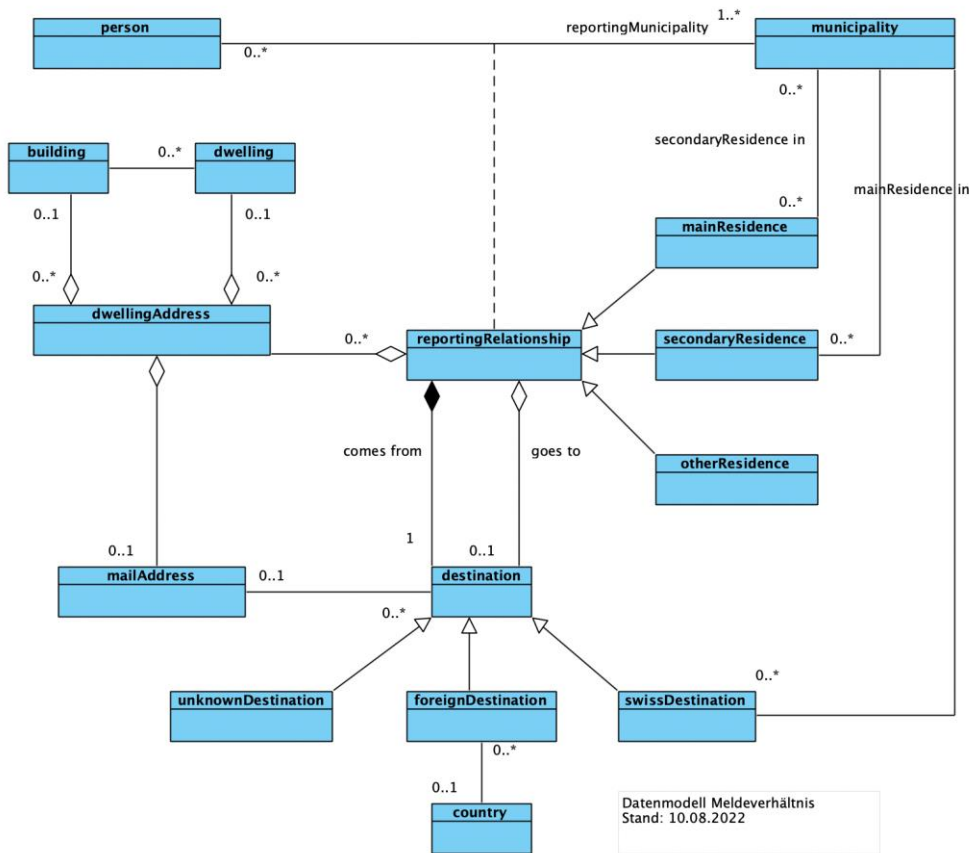 person
0..*
reportingMunicipality
1..*
municipality
0..*
secondaryResidence in
mainResidence in
building
0..*
dwelling
0..1
0..1
0..*
mainResidence
0..*
0..*
dwellingAddress
0..*
reportingRelationship
secondaryResidence
0..*
comes from
goes to
otherResidence
0..1
1
0..1
mailAddress
0..1
destination
0..*
0..*
unknownDestination
foreignDestination
swissDestination
0..*
0..1
country
Datenmodell Meldeverhältnis
Stand: 10.08.2022